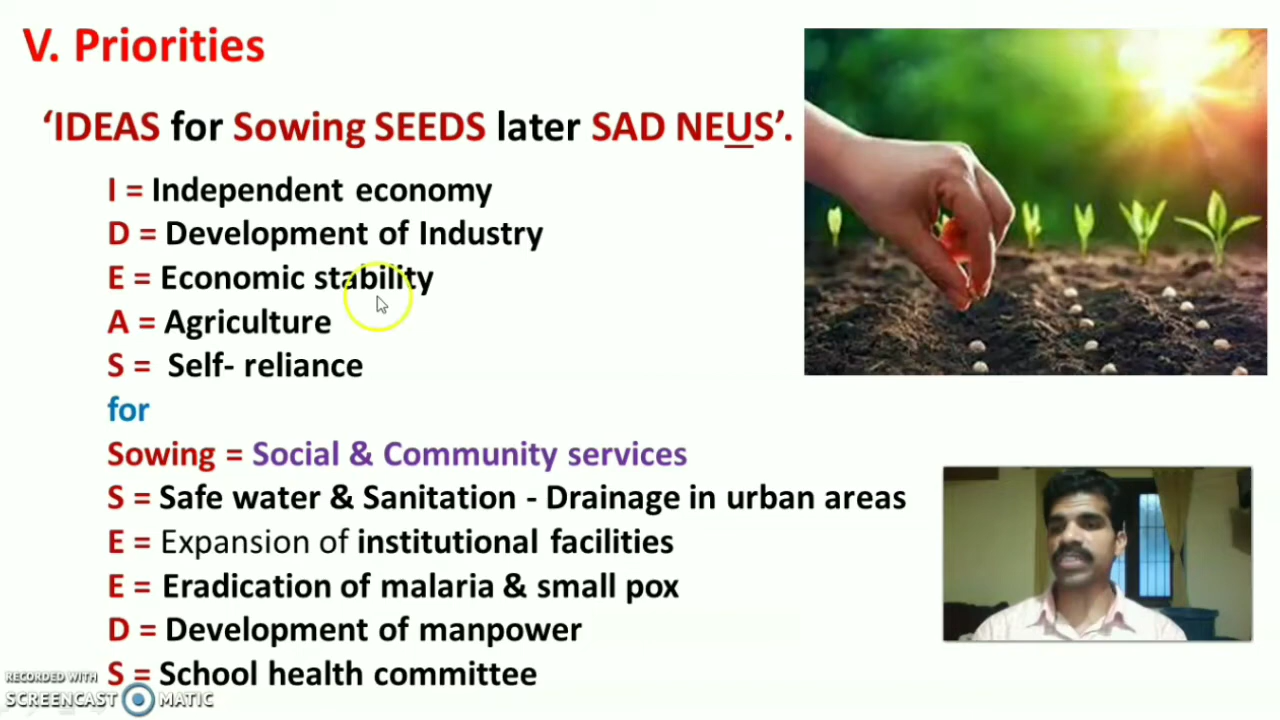 V. Priorities
‘IDEAS for Sowing SEEDS later SAD NEUS’.
I = Independent economy
D = Development of Industry
E = Economic stability
A = Agriculture
S = Self- reliance
for
Sowing = Social & Community services
S = Safe water & Sanitation - Drainage in urban areas
E = Expansion of institutional facilities
E = Eradication of malaria & small pox
D = Development of manpower
S = School health committee
RECORDED WITH
SCREENCAST MATIC